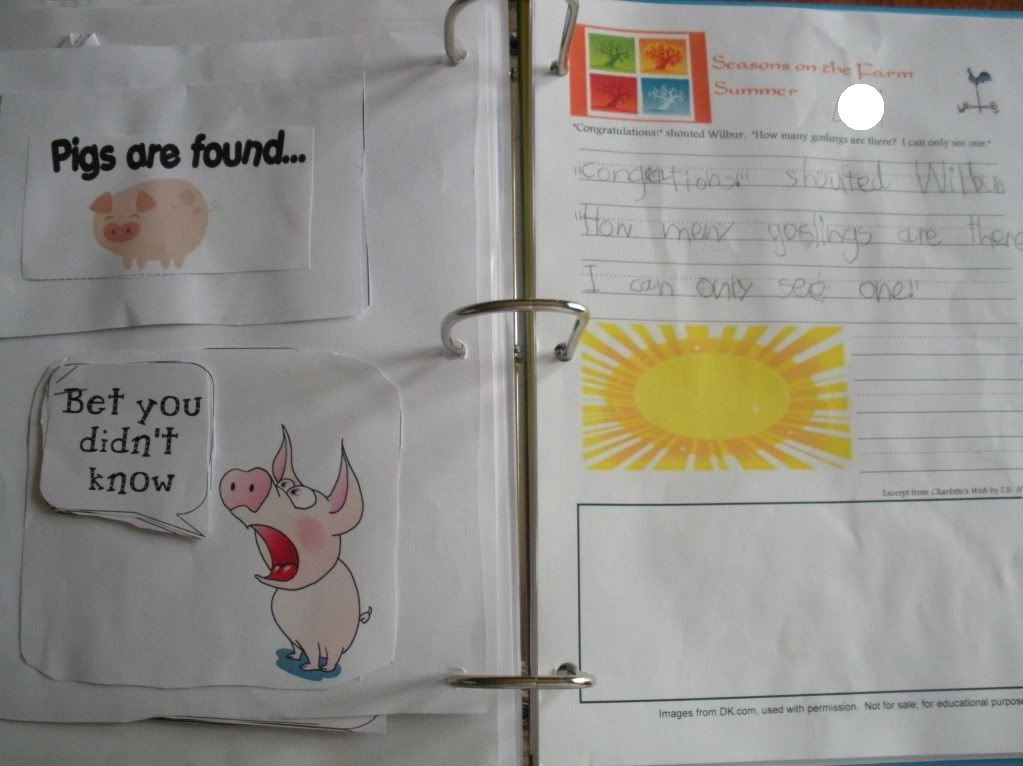 Pigs are found...
Bet you
didn't
know
Seasons on the Farm
Summer
"Congratulations!" shouted Wilbur. "How many goslings are there? I can only see one."
shouted Wilbur
"How meny goslings are there
I can only see one!"
Excerpt from Charlotte's Web by E.B.
Images from DK.com, used with permission. Not for sale; for educational purpose